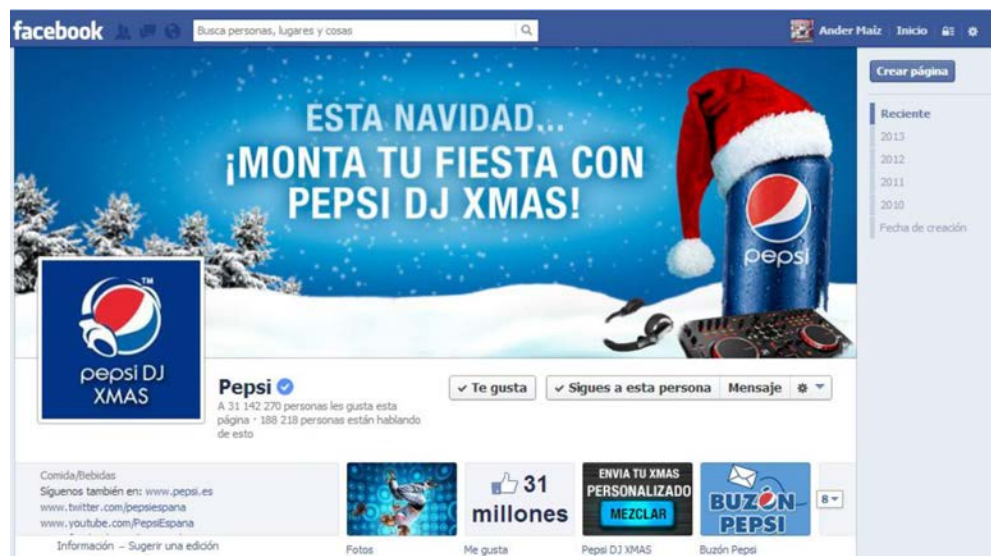 facebook
Busca personas, lugares y cosas
Ander Maiz Inicio
Crear página
Reciente
2013
2012
2011
2010
Fecha de creación
ESTA NAVIDAD...
¡MONTA TU FIESTA CON
PEPSI DJ XMAS!
pepsi
TM
pepsi DJ
XMAS
Pepsi
A 31 142 270 personas les gusta esta
página · 188 218 personas están hablando
de esto
✓ Te gusta
✓ Sigues a esta persona
Mensaje
Comida/Bebidas
Síguenos también en: www.pepsi.es
www.twitter.com/pepsiespana
www.youtube.com/PepsiEspana
Información – Sugerir una edición
Fotos
31
millones
Me gusta
ENVIA TU XMAS
PERSONALIZADO
MEZCLAR
Pepsi DJ XMAS
BUZÓN
PEPSI
Buzón Pepsi
8